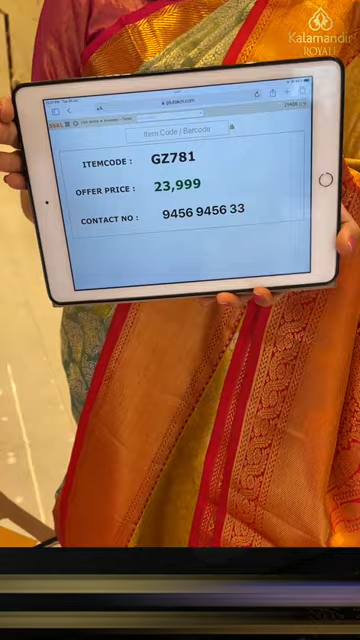 Kalamandir
ROYALE
Item Code / Barcode
ITEMCODE : GZ781
OFFER PRICE : 23,999
CONTACT NO : 9456 9456 33